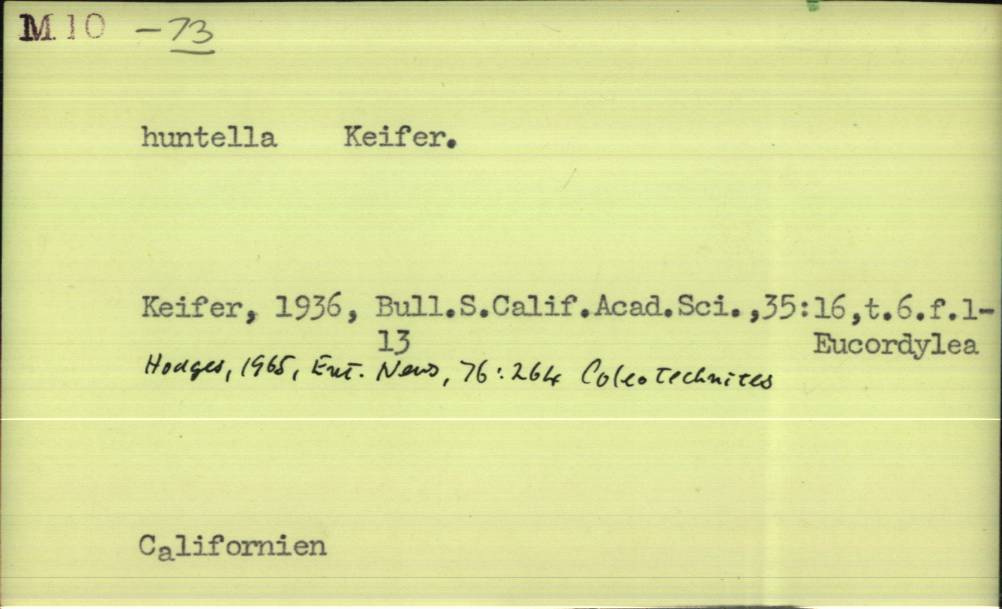 M 10 - 73
huntella Keifer.
Keifer, 1936, Bull.S.Calif.Acad.Sci.,35:16,t.6.f.1-
13 Eucordylea
Hodges, 1965, Ent. News, 76:264 Coleotechnites
Californien